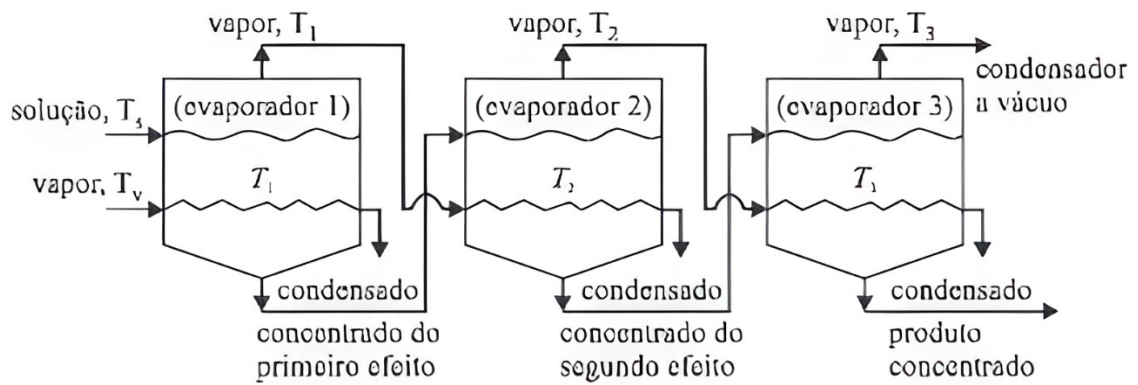 vapor, T₁
vapor, T₂
vapor, T₃
condensador
a vácuo
solução, Tₛ
(evaporador 1)
(evaporador 2)
(evaporador 3)
vapor, Tᵥ
T₁
T₂
T₃
condensado
condensado
condensado
concentrado do
primeiro efeito
concentrado do
segundo efeito
produto
concentrado